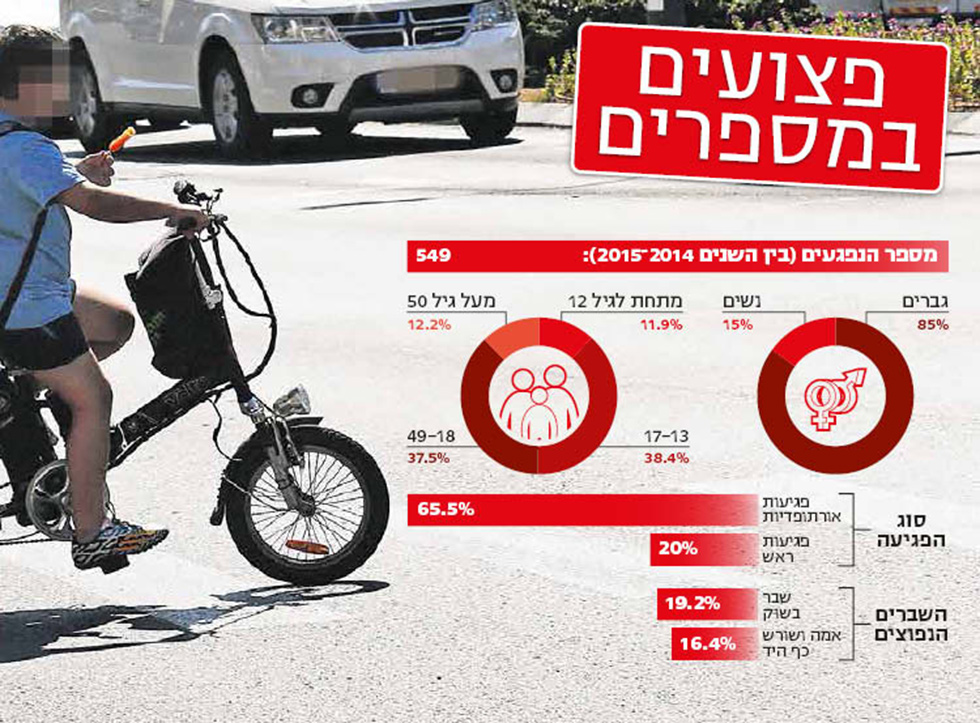 פצועים
במספרים
מספר הנפגעים (בין השנים 2014־2015): 549
גברים
85%
נשים
15%
מתחת לגיל 12
11.9%
מעל גיל 50
12.2%
17–13
38.4%
49–18
37.5%
סוג
הפגיעה
פגיעות
אורתופדיות
65.5%
פגיעות
ראש
20%
השברים
הנפוצים
שבר
בשוק
19.2%
אמה ושורש
כף היד
16.4%